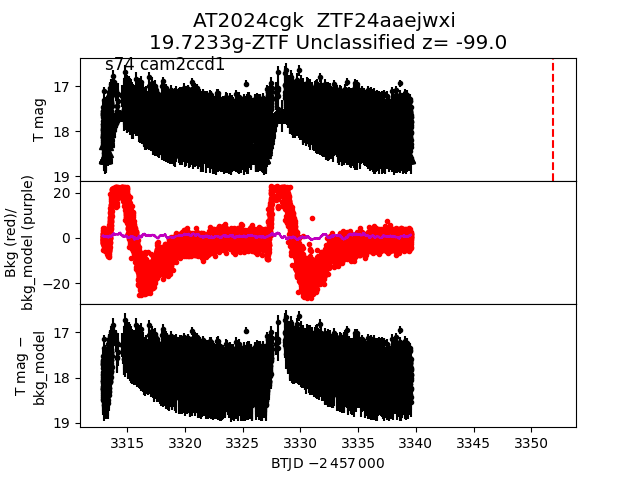 AT2024cgk  ZTF24aaejwxi
19.7233g-ZTF Unclassified z= -99.0
s74 cam2ccd1
T mag
17
18
19
Bkg (red)/
bkg_model (purple)
20
0
−20
T mag −
bkg_model
17
18
19
3315 3320 3325 3330 3335 3340 3345 3350
BTJD −2 457 000